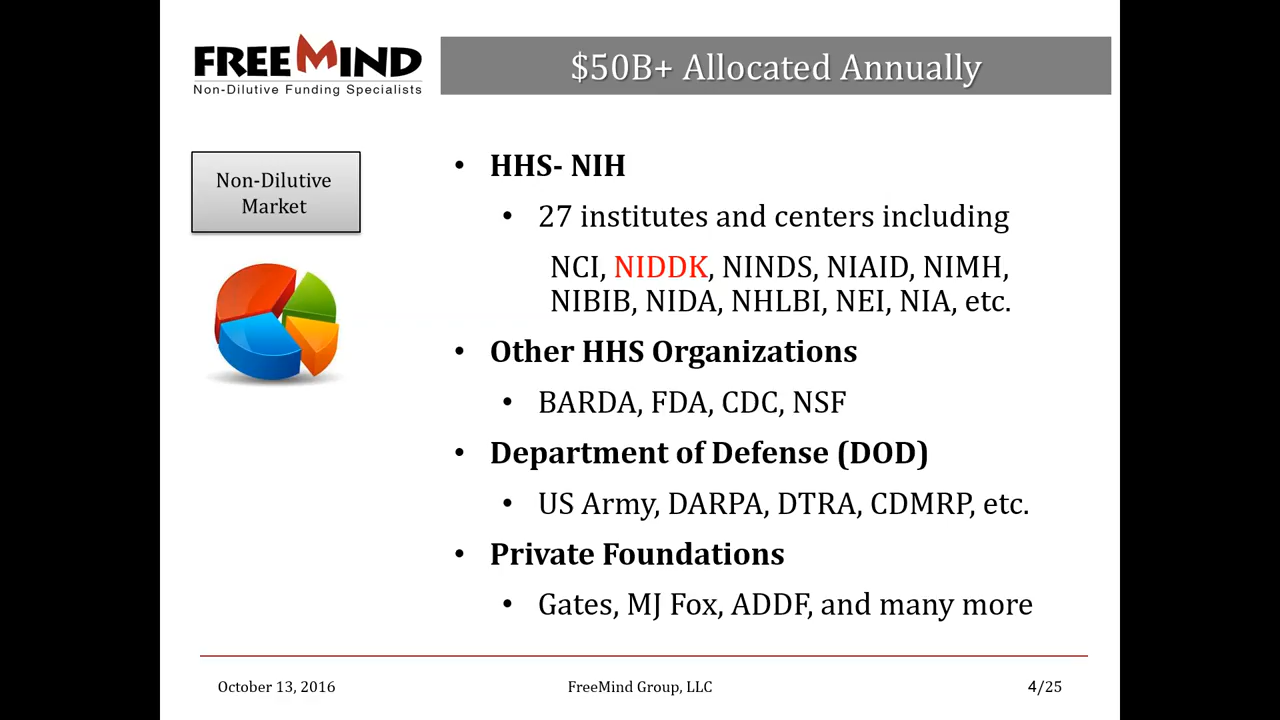 FREEMIND
Non-Dilutive Funding Specialists
$50B+ Allocated Annually
Non-Dilutive
Market
• HHS- NIH
• 27 institutes and centers including
NCI, NIDDK, NINDS, NIAID, NIMH,
NIBIB, NIDA, NHLBI, NEI, NIA, etc.
• Other HHS Organizations
• BARDA, FDA, CDC, NSF
• Department of Defense (DOD)
• US Army, DARPA, DTRA, CDMRP, etc.
• Private Foundations
• Gates, MJ Fox, ADDF, and many more
October 13, 2016
FreeMind Group, LLC
4/25